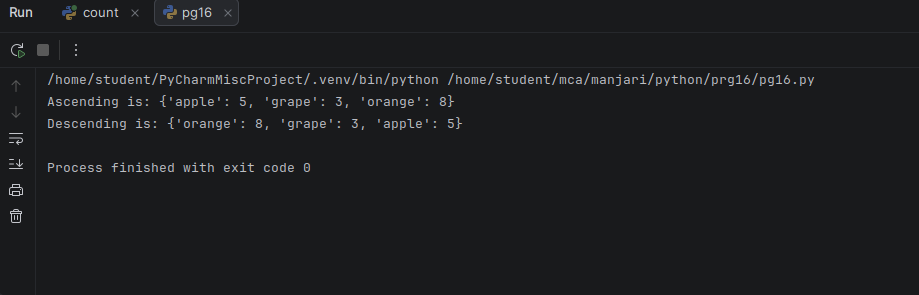 Run count pg16
/home/student/PyCharmMiscProject/.venv/bin/python /home/student/mca/manjari/python/prg16/pg16.py
Ascending is: {'apple': 5, 'grape': 3, 'orange': 8}
Descending is: {'orange': 8, 'grape': 3, 'apple': 5}
Process finished with exit code 0